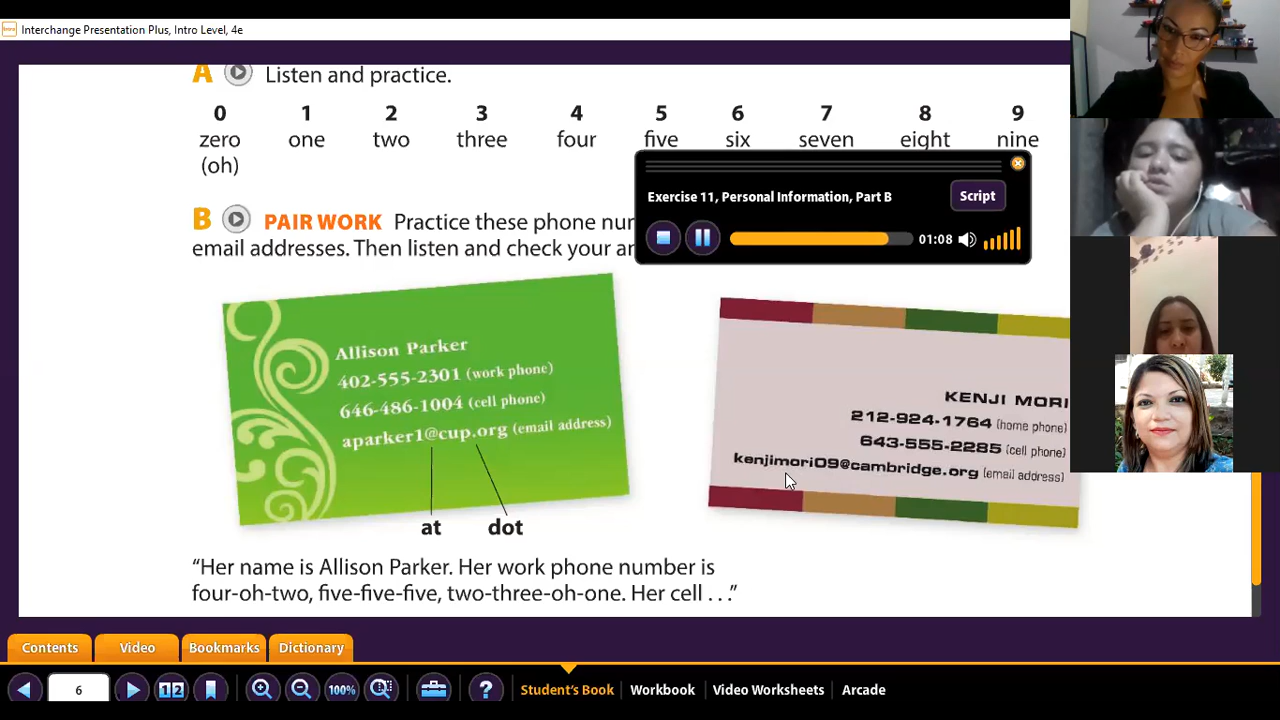 Interchange Presentation Plus, Intro Level, 4e
A Listen and practice.
0 1 2 3 4 5 6 7 8 9
zero one two three four five six seven eight nine
(oh)
Exercise 11, Personal Information, Part B
Script
01:08
B PAIR WORK Practice these phone
email addresses. Then listen and check your
Allison Parker
402-555-2301 (work phone)
646-486-1004 (cell phone)
aparker1@cup.org (email address)
at dot
KENJI MORI
212-924-1764 (home phone)
643-555-2285 (cell phone)
kenjimori09@cambridge.org (email address)
“Her name is Allison Parker. Her work phone number is
four-oh-two, five-five-five, two-three-oh-one. Her cell . . .”
Contents Video Bookmarks Dictionary
6 12 100% ? Student's Book Workbook Video Worksheets Arcade